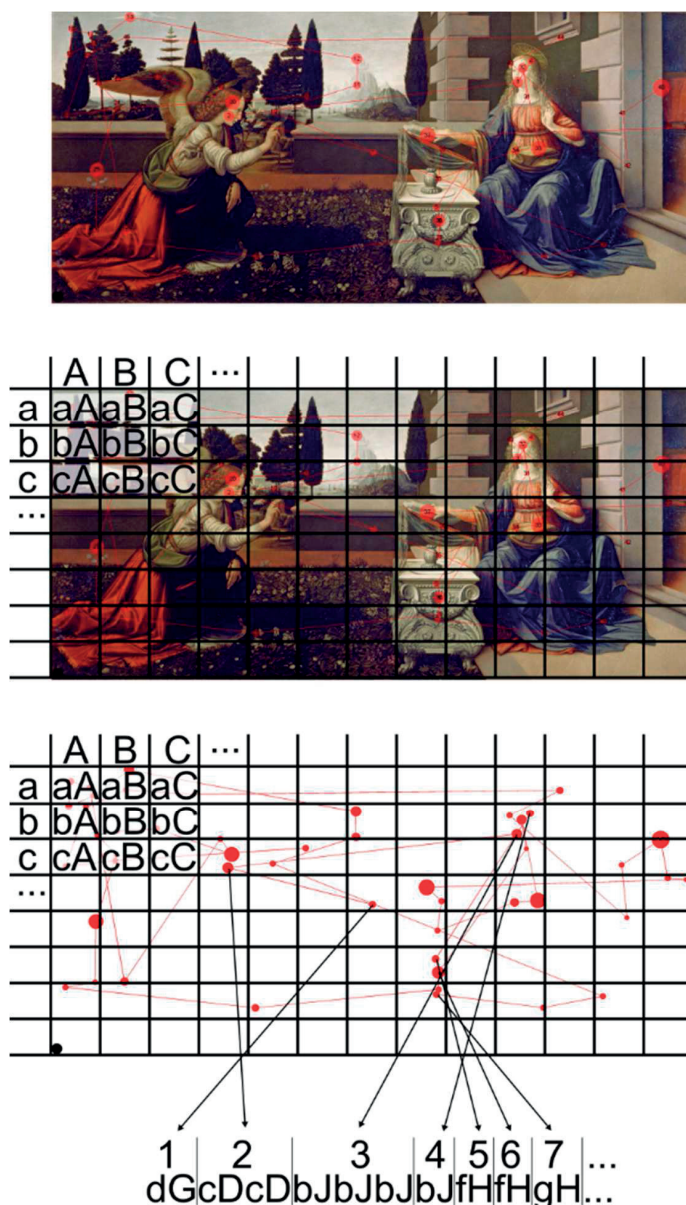 A B C ...
a aA aB aC
b bA bB bC
c cA cB cC
...
A B C ...
a aA aB aC
b bA bB bC
c cA cB cC
...
1 2 3 4 5 6 7 ...
dG cDcD bJbJbJ bJ fH fH gH ...